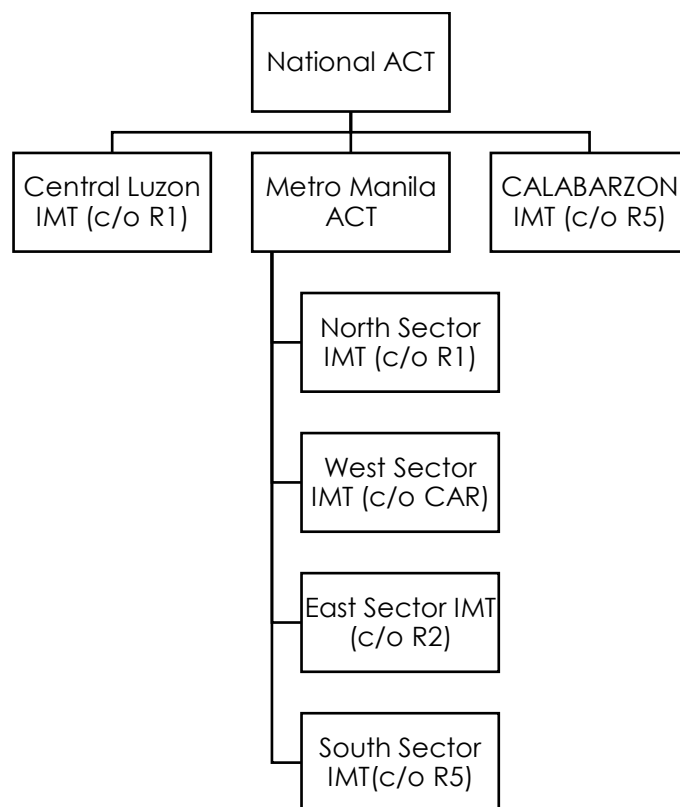 National ACT
Central Luzon
IMT (c/o R1)
Metro Manila
ACT
CALABARZON
IMT (c/o R5)
North Sector
IMT (c/o R1)
West Sector
IMT (c/o CAR)
East Sector IMT
(c/o R2)
South Sector
IMT(c/o R5)